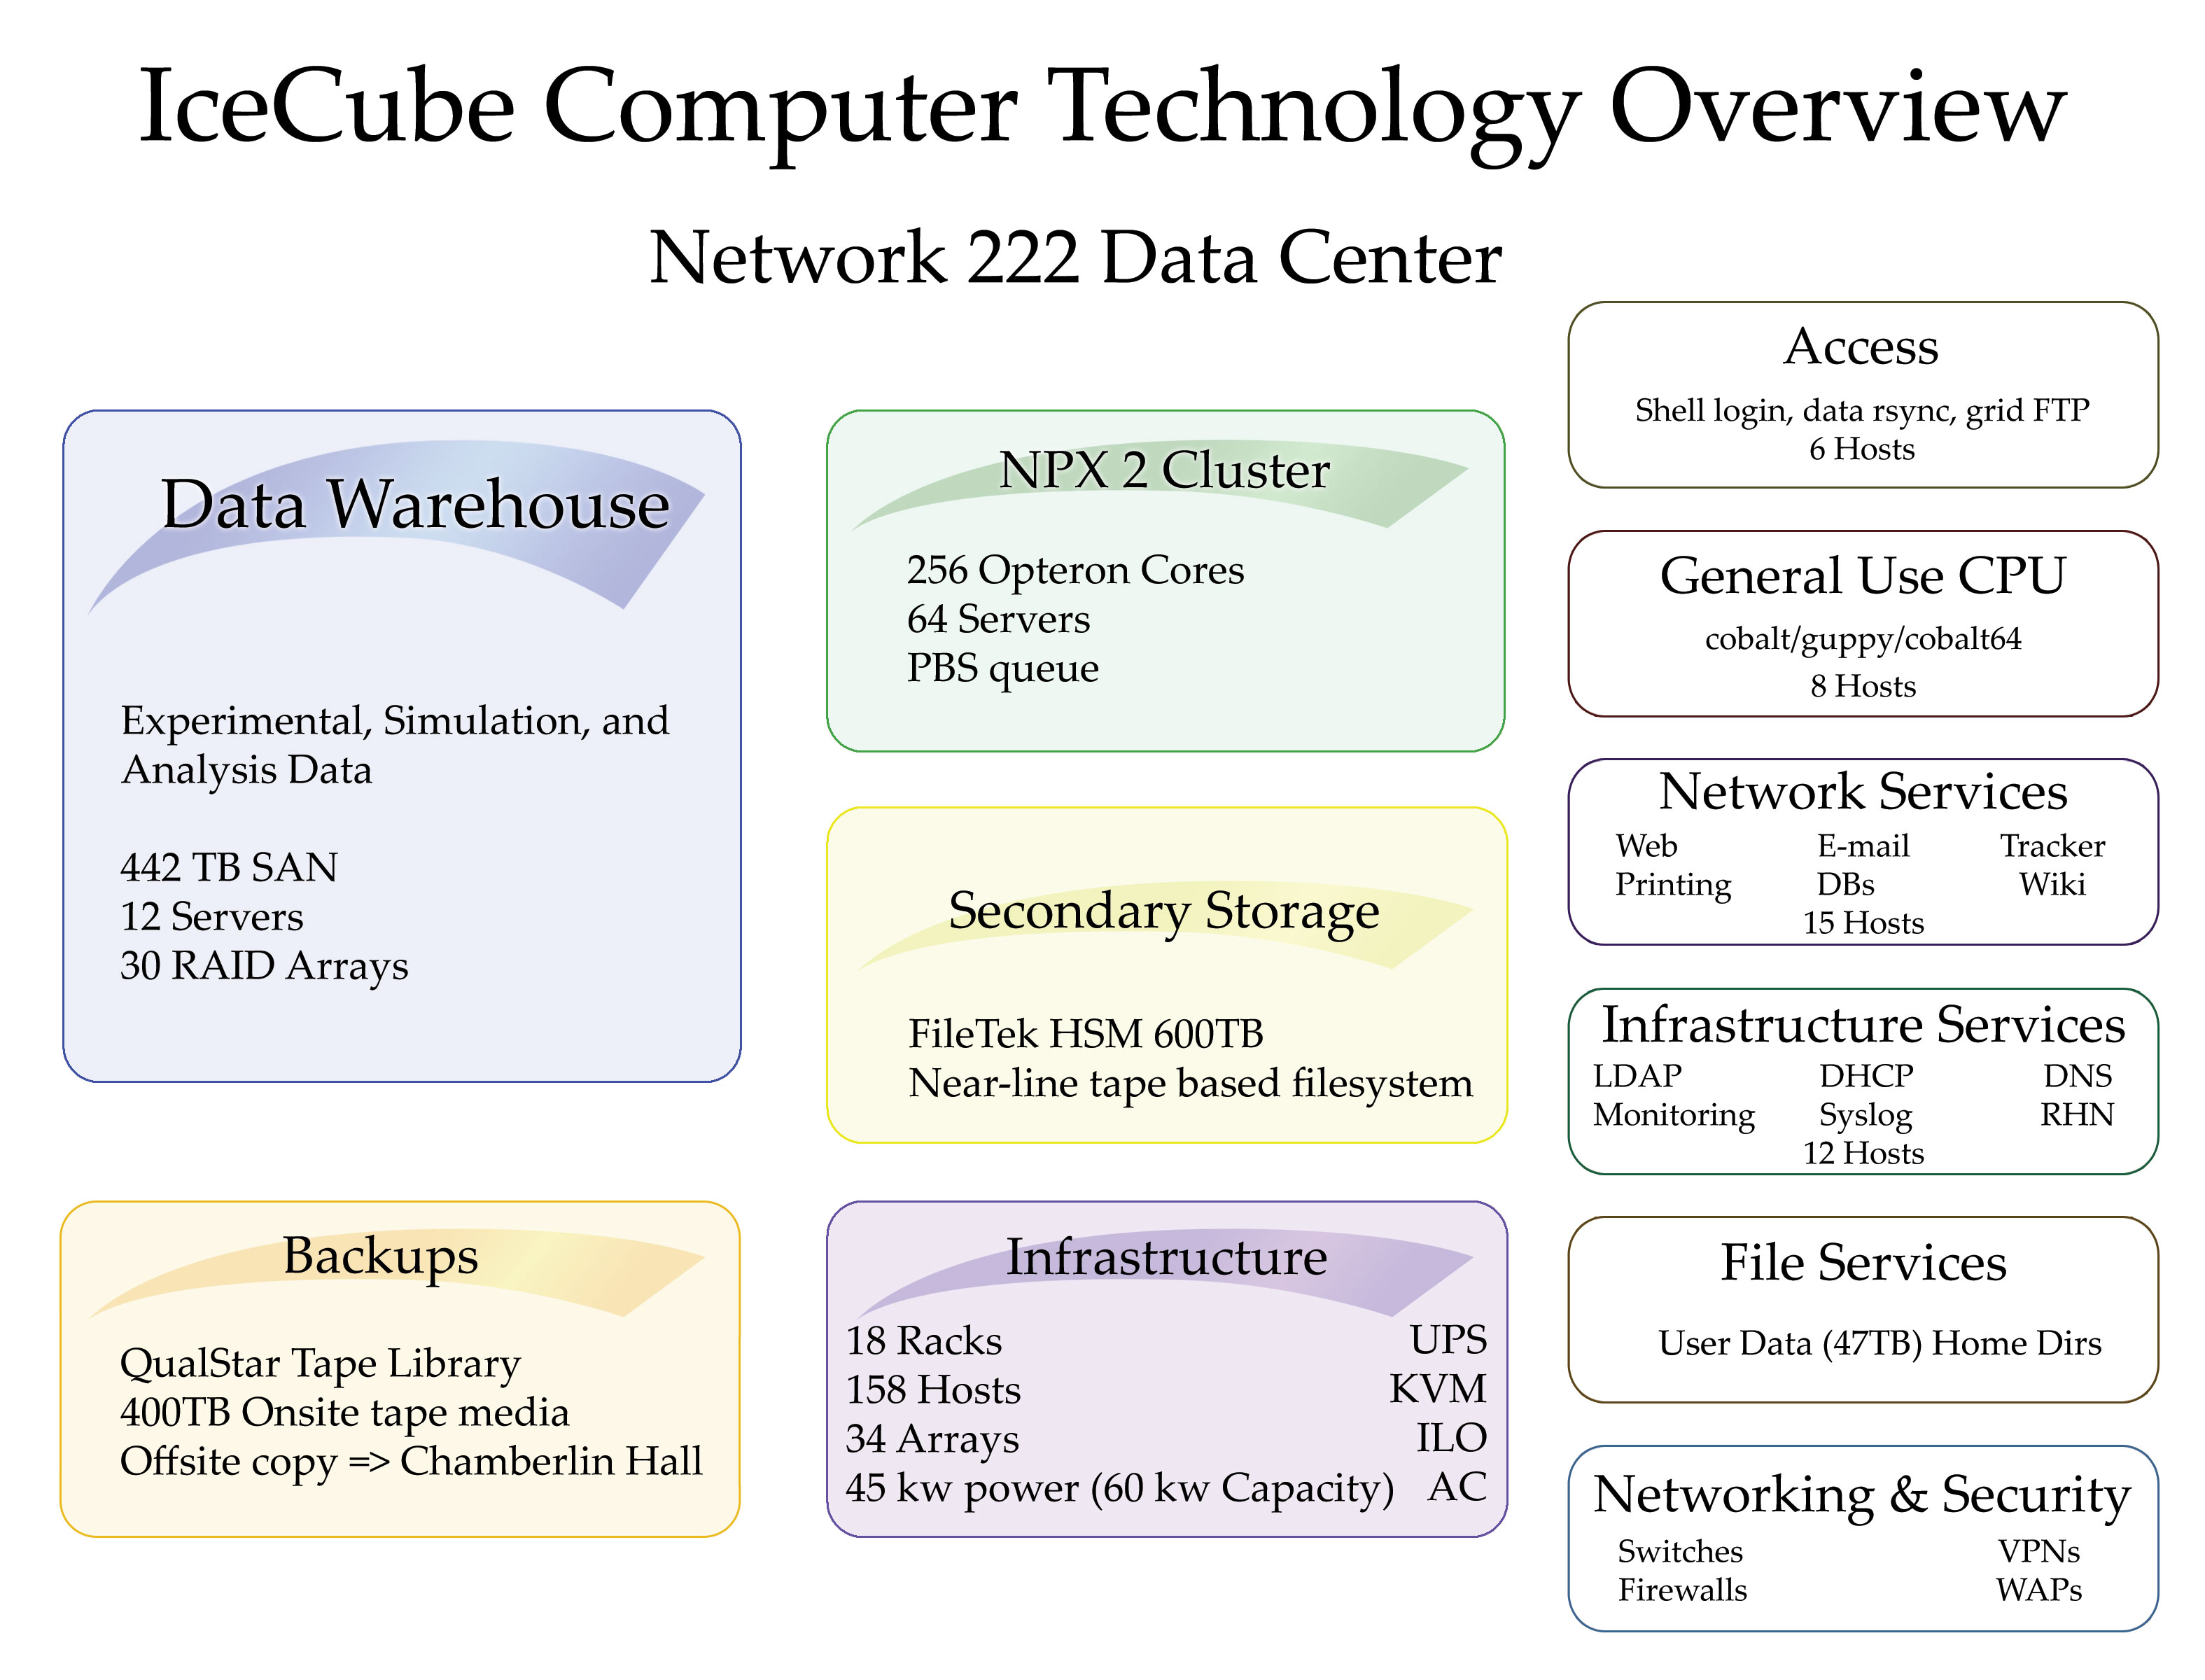 IceCube Computer Technology Overview
Network 222 Data Center
Data Warehouse
Experimental, Simulation, and
Analysis Data
442 TB SAN
12 Servers
30 RAID Arrays
Backups
QualStar Tape Library
400TB Onsite tape media
Offsite copy => Chamberlin Hall
NPX 2 Cluster
256 Opteron Cores
64 Servers
PBS queue
Secondary Storage
FileTek HSM 600TB
Near-line tape based filesystem
Infrastructure
18 Racks UPS
158 Hosts KVM
34 Arrays ILO
45 kw power (60 kw Capacity) AC
Access
Shell login, data rsync, grid FTP
6 Hosts
General Use CPU
cobalt/guppy/cobalt64
8 Hosts
Network Services
Web E-mail Tracker
Printing DBs Wiki
15 Hosts
Infrastructure Services
LDAP DHCP DNS
Monitoring Syslog RHN
12 Hosts
File Services
User Data (47TB) Home Dirs
Networking & Security
Switches VPNs
Firewalls WAPs